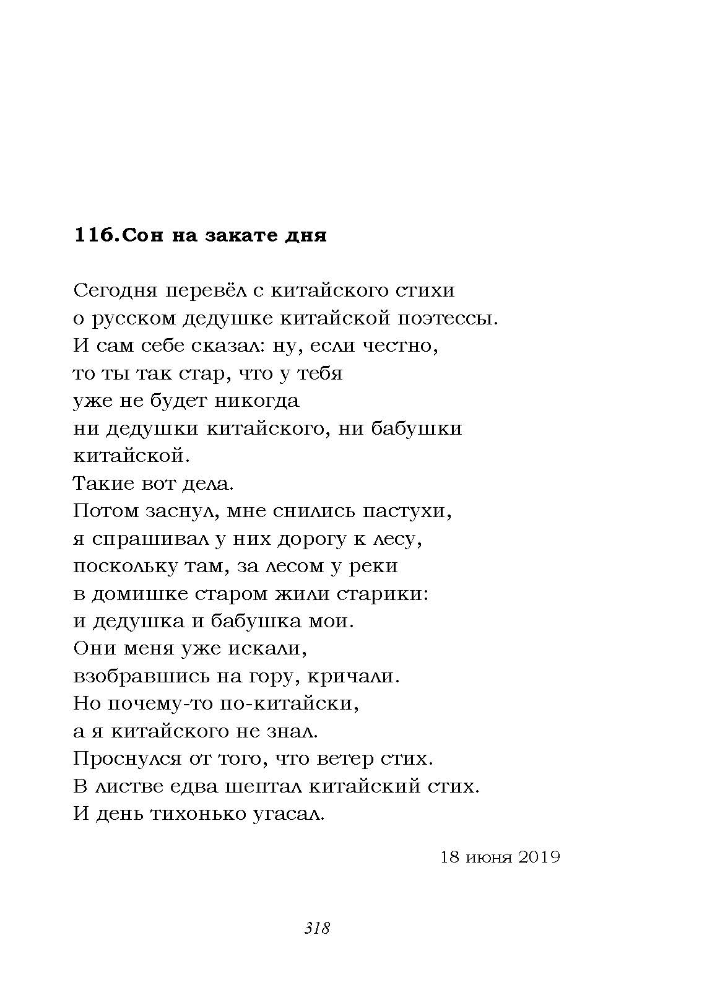 116.Сон на закате дня
Сегодня перевёл с китайского стихи
о русском дедушке китайской поэтессы.
И сам себе сказал: ну, если честно,
то ты так стар, что у тебя
уже не будет никогда
ни дедушки китайского, ни бабушки
китайской.
Такие вот дела.
Потом заснул, мне снились пастухи,
я спрашивал у них дорогу к лесу,
поскольку там, за лесом у реки
в домишке старом жили старики:
и дедушка и бабушка мои.
Они меня уже искали,
взобравшись на гору, кричали.
Но почему-то по-китайски,
а я китайского не знал.
Проснулся от того, что ветер стих.
В листве едва шептал китайский стих.
И день тихонько угасал.
18 июня 2019
318